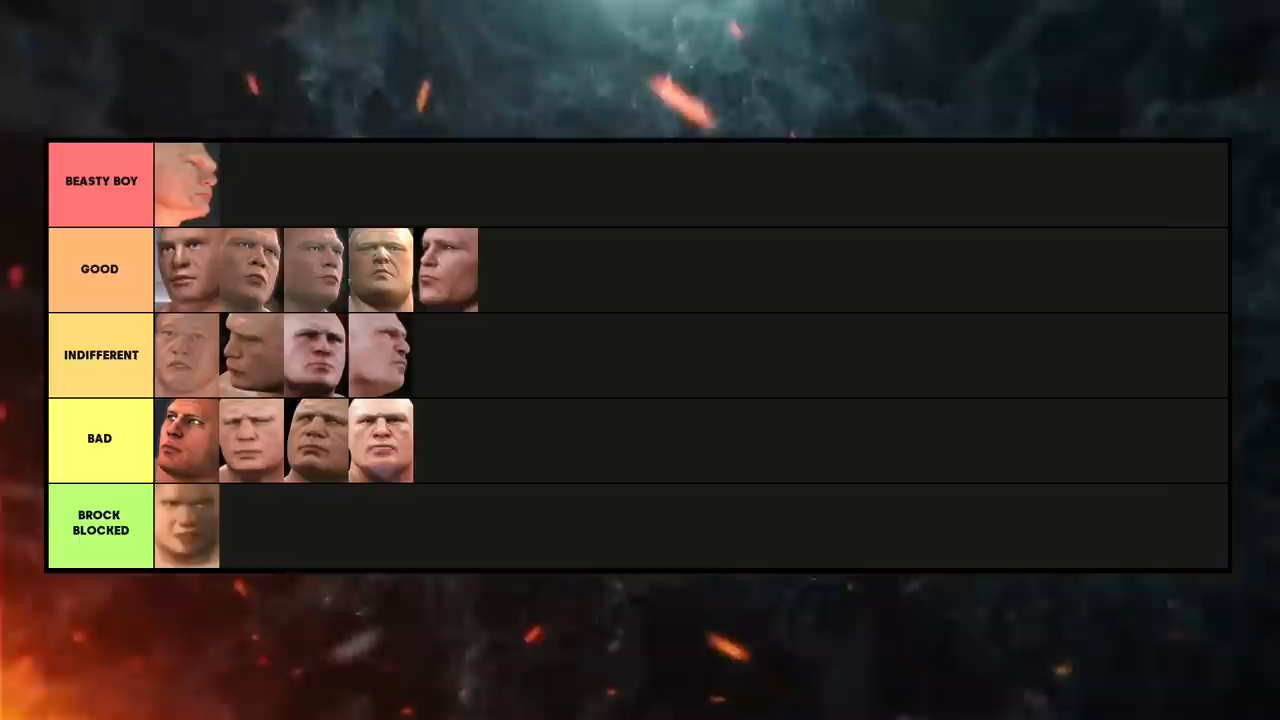 BEASTY BOY
GOOD
INDIFFERENT
BAD
BROCK
BLOCKED